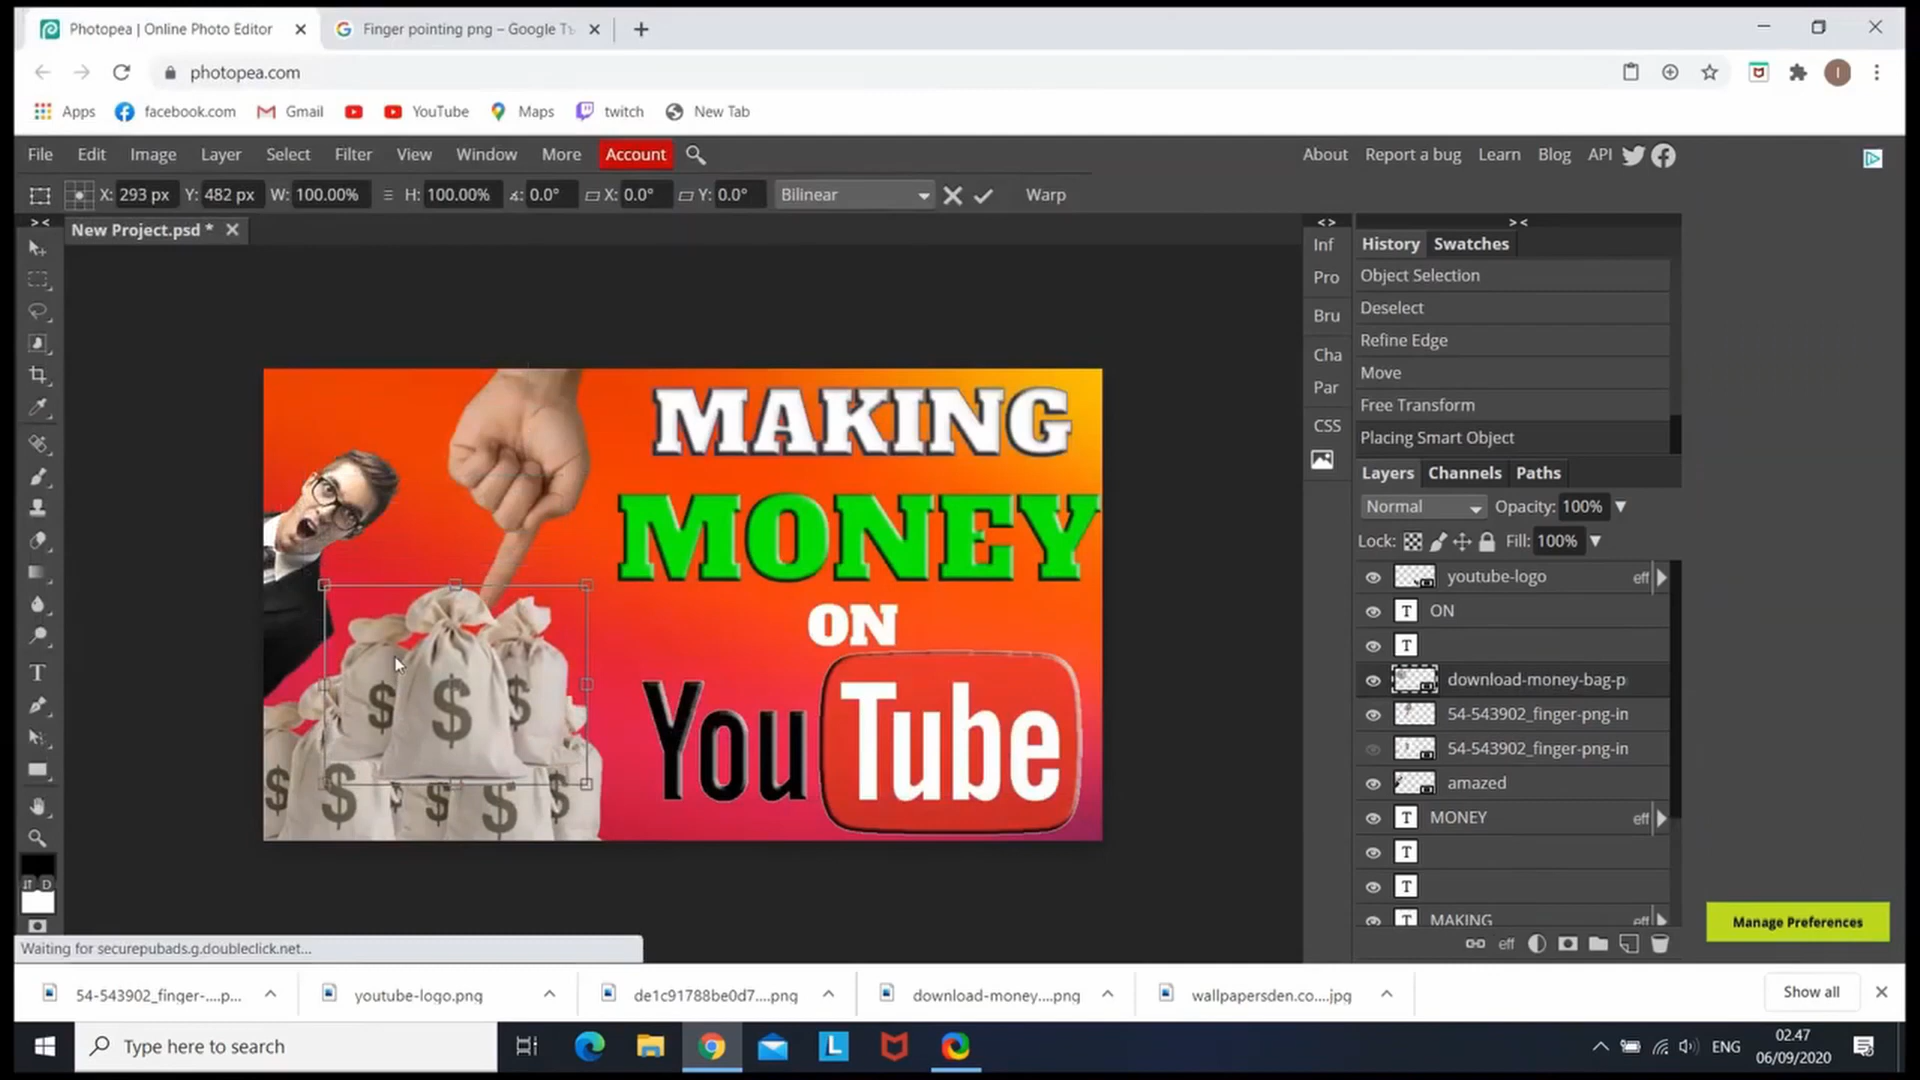 Photopea | Online Photo Editor
Finger pointing png – Google Tъ
photopea.com
Apps
facebook.com
Gmail
YouTube
Maps
twitch
New Tab
File Edit Image Layer Select Filter View Window More Account
About Report a bug Learn Blog API
X: 293 px Y: 482 px W: 100.00% H: 100.00% 0.0° X: 0.0° Y: 0.0° Bilinear Warp
New Project.psd *
Inf
Pro
Bru
Cha
Par
CSS
History Swatches
Object Selection
Deselect
Refine Edge
Move
Free Transform
Placing Smart Object
Layers Channels Paths
Normal Opacity: 100%
Lock: Fill: 100%
youtube-logo eff
T ON
T
download-money-bag-p
54-543902_finger-png-in
54-543902_finger-png-in
amazed
T MONEY eff
T
T
T MAKING eff
eff
MAKING
MONEY
ON
YouTube
$ $ $
$ $ $ $ $
T
D
Manage Preferences
Waiting for securepubads.g.doubleclick.net...
54-543902_finger-....p...
youtube-logo.png
de1c91788be0d7....png
download-money....png
wallpapersden.co....jpg
Show all
Type here to search
L
ENG
02.47
06/09/2020